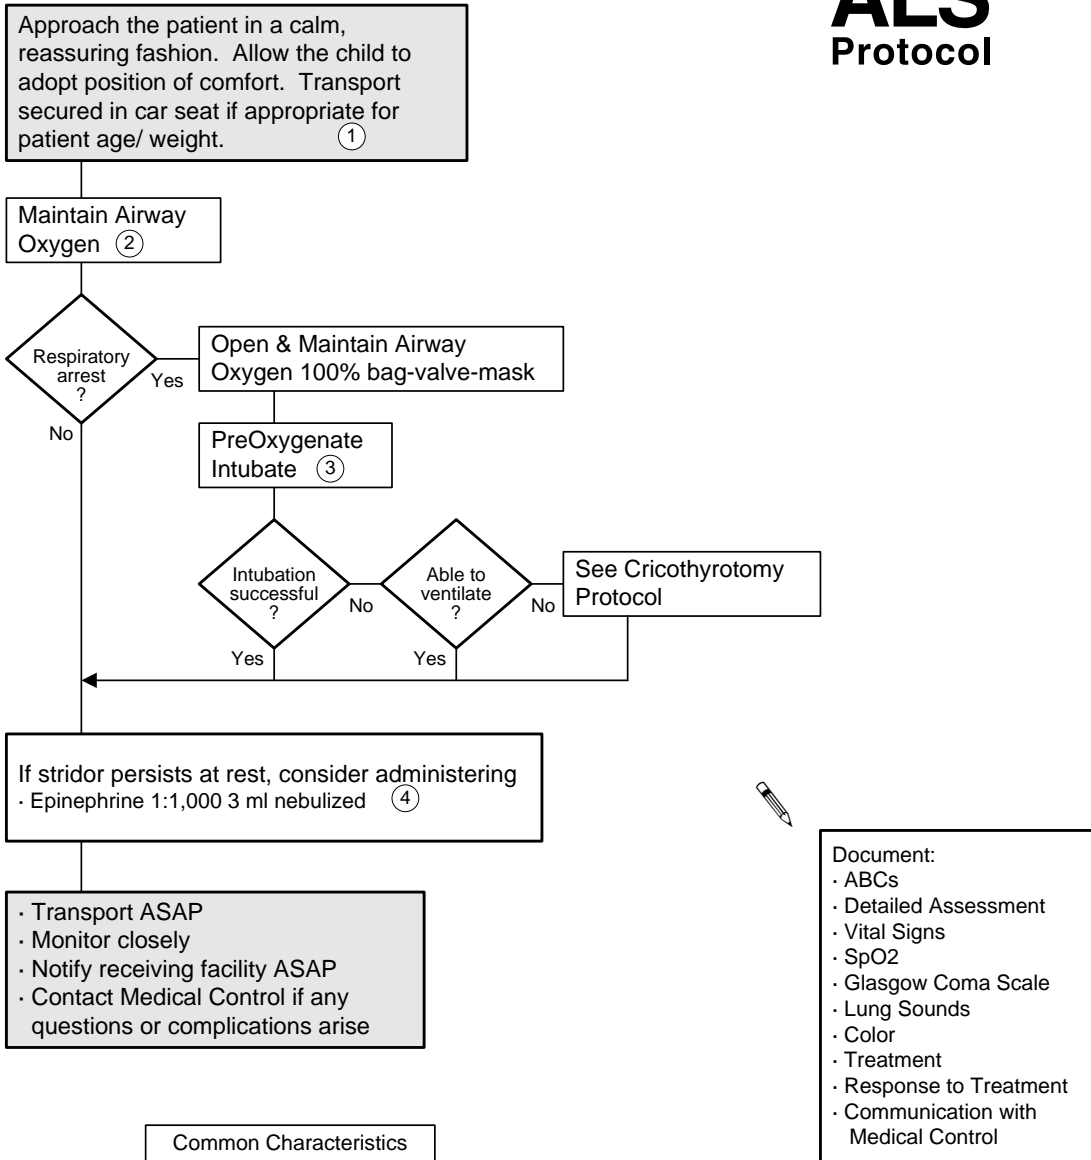 ALS
Protocol
Approach the patient in a calm,
reassuring fashion.  Allow the child to
adopt position of comfort.  Transport
secured in car seat if appropriate for
patient age/ weight. 1
Maintain Airway
Oxygen 2
Respiratory
arrest
?
Yes
No
Open & Maintain Airway
Oxygen 100% bag-valve-mask
PreOxygenate
Intubate 3
Intubation
successful
?
No
Yes
Able to
ventilate
?
No
Yes
See Cricothyrotomy
Protocol
If stridor persists at rest, consider administering
· Epinephrine 1:1,000 3 ml nebulized 4
· Transport ASAP
· Monitor closely
· Notify receiving facility ASAP
· Contact Medical Control if any
questions or complications arise
Document:
· ABCs
· Detailed Assessment
· Vital Signs
· SpO2
· Glasgow Coma Scale
· Lung Sounds
· Color
· Treatment
· Response to Treatment
· Communication with
Medical Control
Common Characteristics